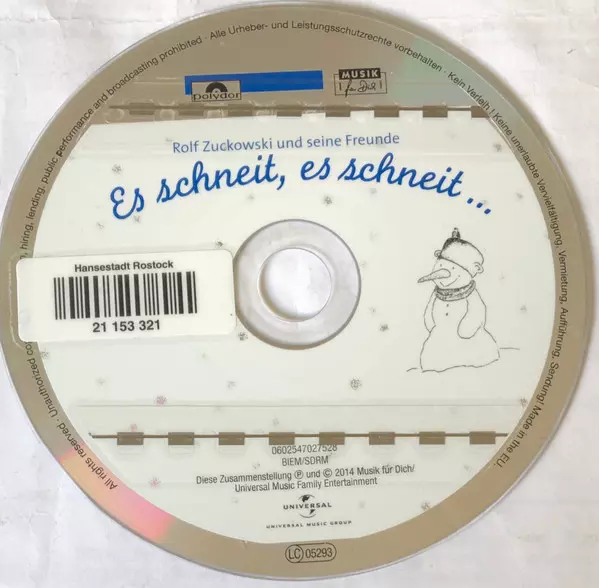 All rights reserved · Unauthorized
hiring, lending, public performance and broadcasting prohibited · Alle Urheber- und Leistungsschutzrechte vorbehalten · Kein Verleih! Keine unerlaubte Vervielfältigung, Vermietung, Aufführung, Sendung! Made in the EU.
polydor
MUSIK
für Dich!
Rolf Zuckowski und seine Freunde
Es schneit, es schneit...
Hansestadt Rostock
21 153 321
0602547027528
BIEM/SDRM
Diese Zusammenstellung ℗ und © 2014 Musik für Dich/
Universal Music Family Entertainment
UNIVERSAL
UNIVERSAL MUSIC GROUP
LC 05293